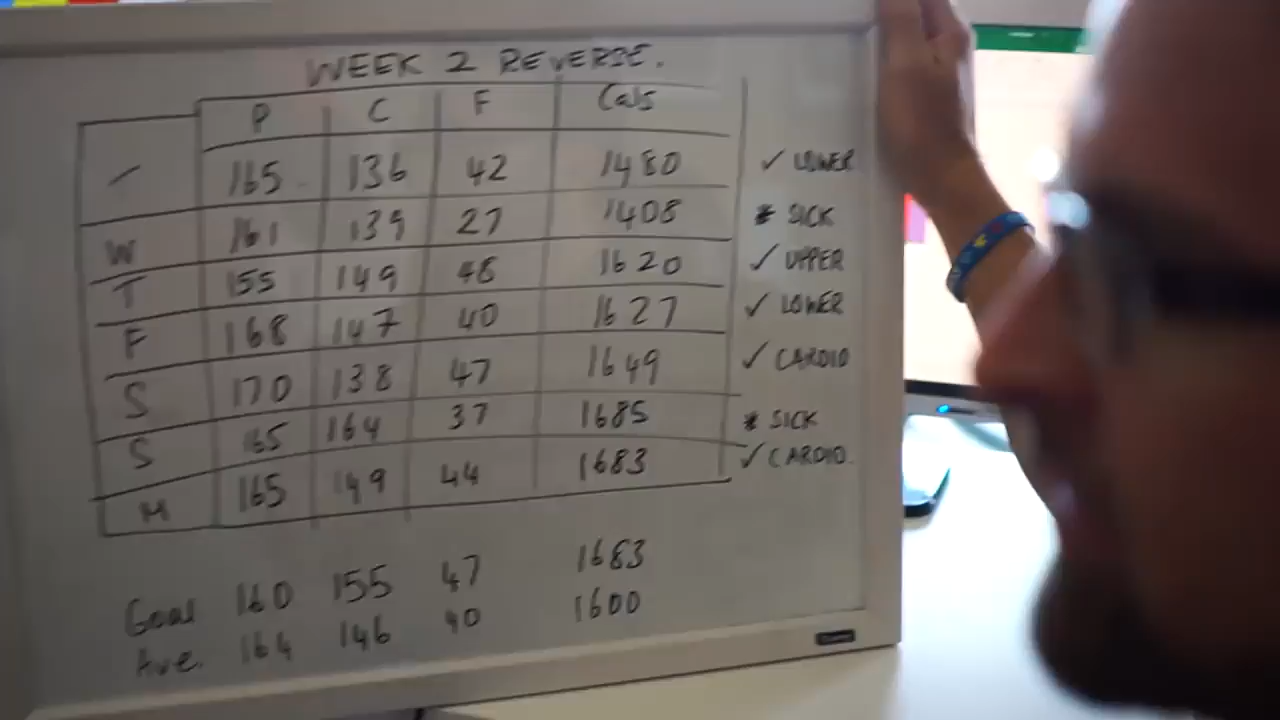 WEEK 2 REVERSE.
P C F Cals
- 165 136 42 1480 ✓ LOWER
W 161 139 27 1408 * SICK
T 155 149 48 1620 ✓ UPPER
F 168 147 40 1627 ✓ LOWER
S 170 138 47 1649 ✓ CARDIO
S 165 164 37 1685 * SICK
M 165 149 44 1683 ✓ CARDIO.
Goal 160 155 47 1683
Ave. 164 146 40 1600